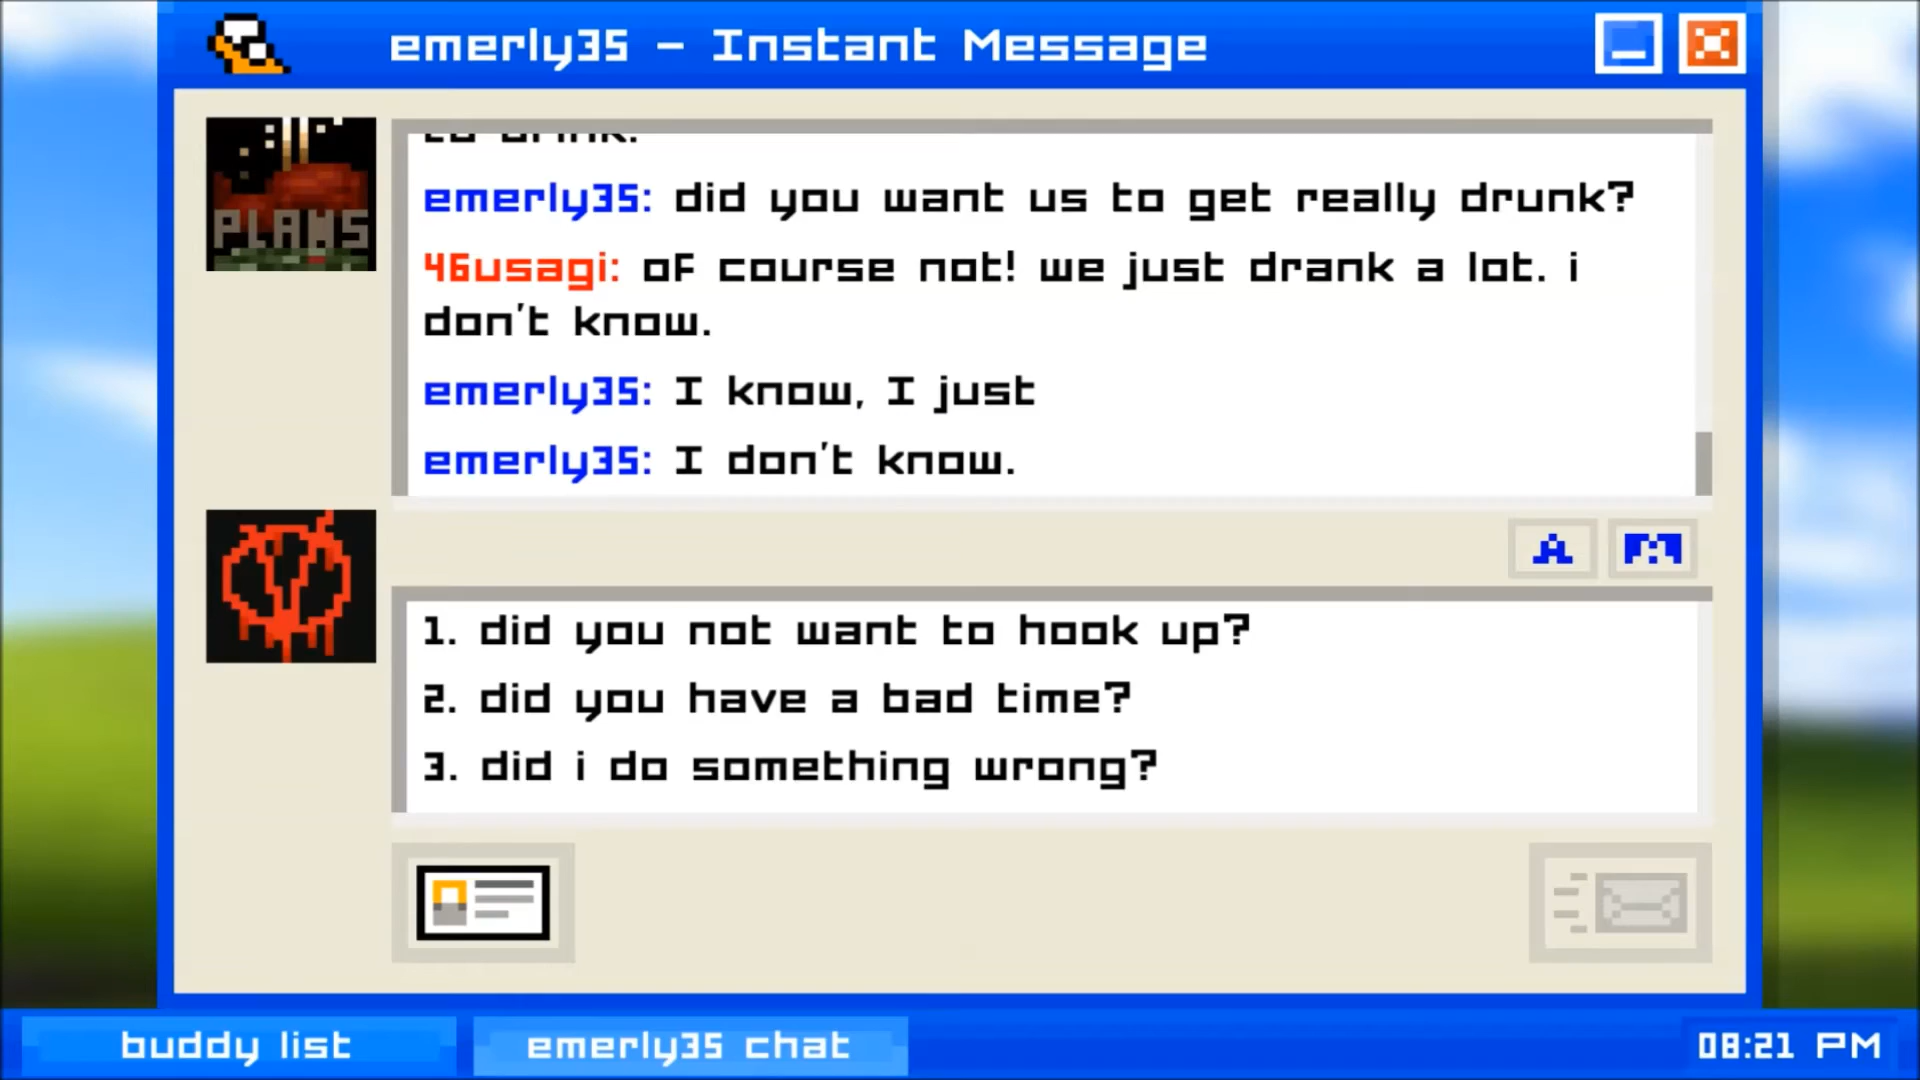 emerly35 - Instant Message
PLANS
to drink.
emerly35: did you want us to get really drunk?
46usagi: of course not! we just drank a lot. i
don't know.
emerly35: I know, I just
emerly35: I don't know.
A
1. did you not want to hook up?
2. did you have a bad time?
3. did i do something wrong?
buddy list
emerly35 chat
08:21 PM